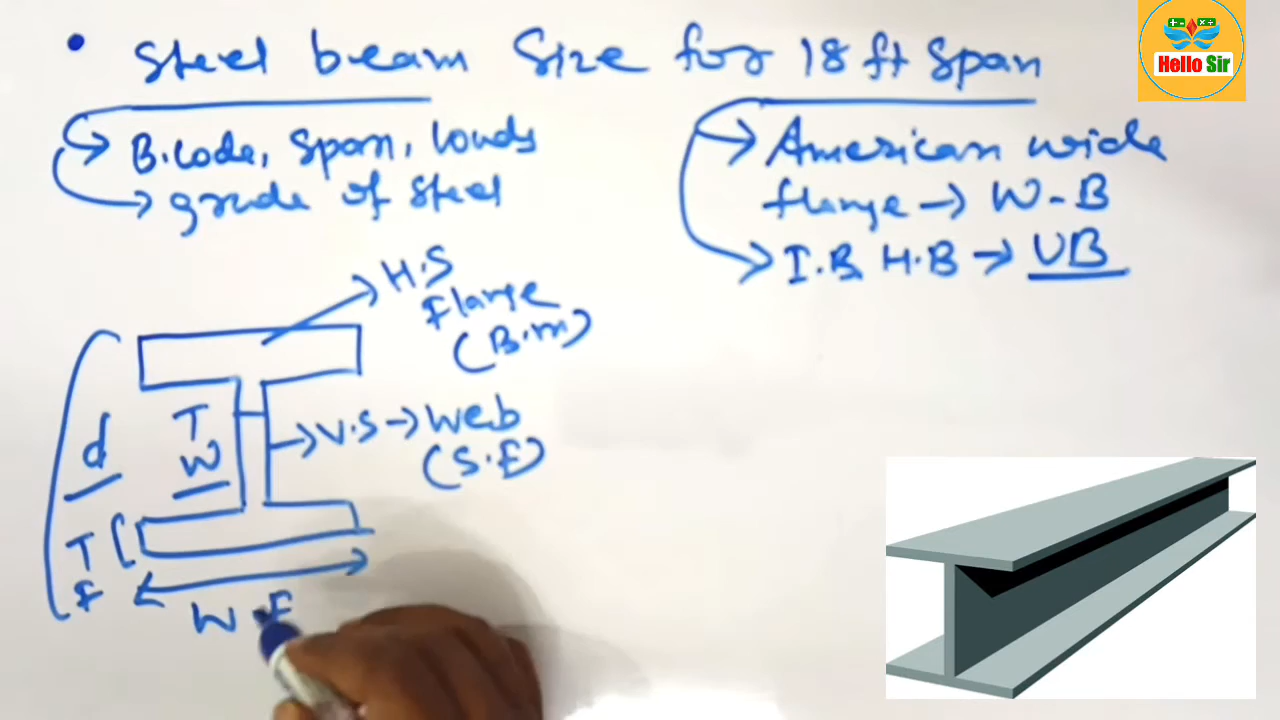 • Steel beam Size for 18 ft Span
→ B.Code, Span, Loads
→ grade of Steel
→ American wide
flange → W-B
→ I.B, H.B → UB
H.S
Flange
(B.m)
V.S → Web
(S.F)
d
T
W
T
F
W.F
Hello Sir